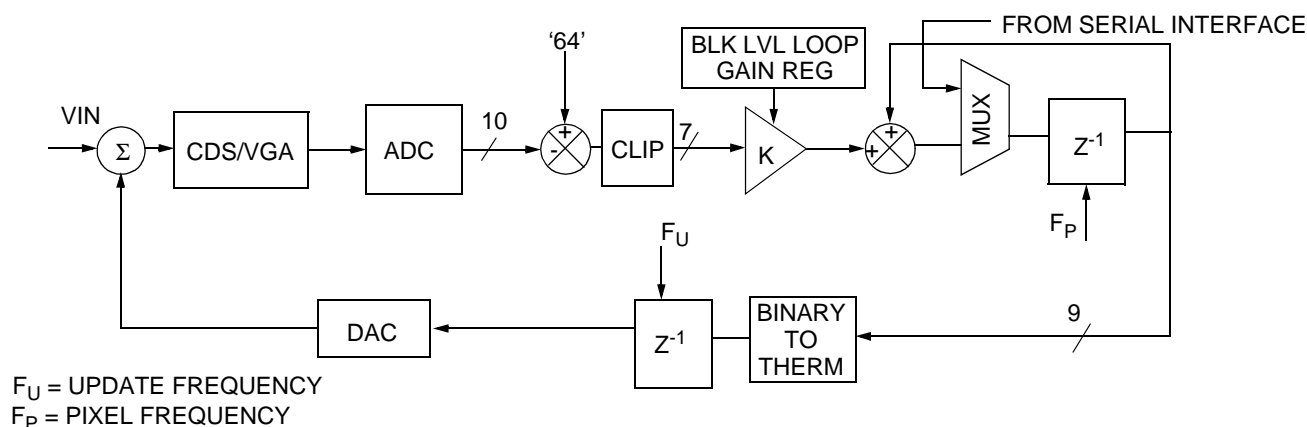 FROM SERIAL INTERFACE
‘64’
BLK LVL LOOP
GAIN REG
VIN
Σ
CDS/VGA
ADC
10
+
-
CLIP
7
K
+
+
MUX
Z-1
FP
FU
DAC
Z-1
BINARY
TO
THERM
9
FU = UPDATE FREQUENCY
FP = PIXEL FREQUENCY